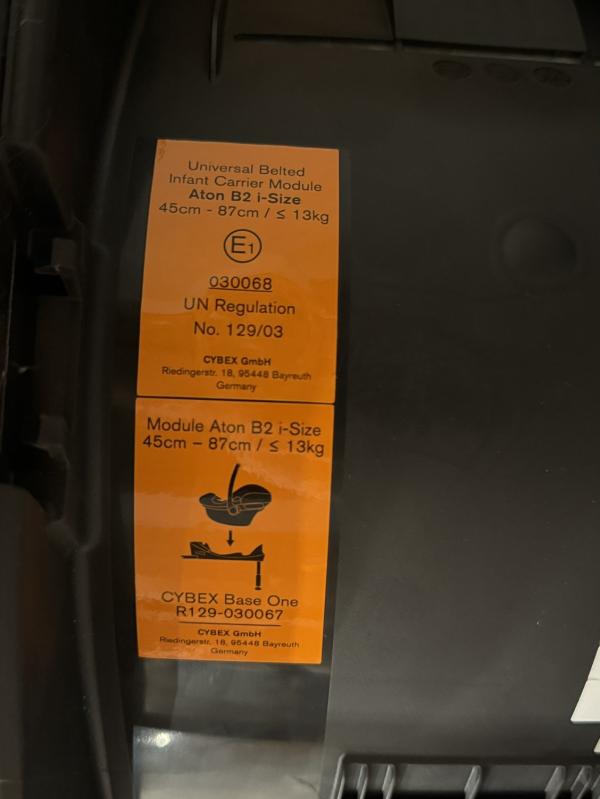 Universal Belted
Infant Carrier Module
Aton B2 i-Size
45cm - 87cm / ≤ 13kg
E1
030068
UN Regulation
No. 129/03
CYBEX GmbH
Riedingerstr. 18, 95448 Bayreuth
Germany
Module Aton B2 i-Size
45cm – 87cm / ≤ 13kg
CYBEX Base One
R129-030067
CYBEX GmbH
Riedingerstr. 18, 95448 Bayreuth
Germany